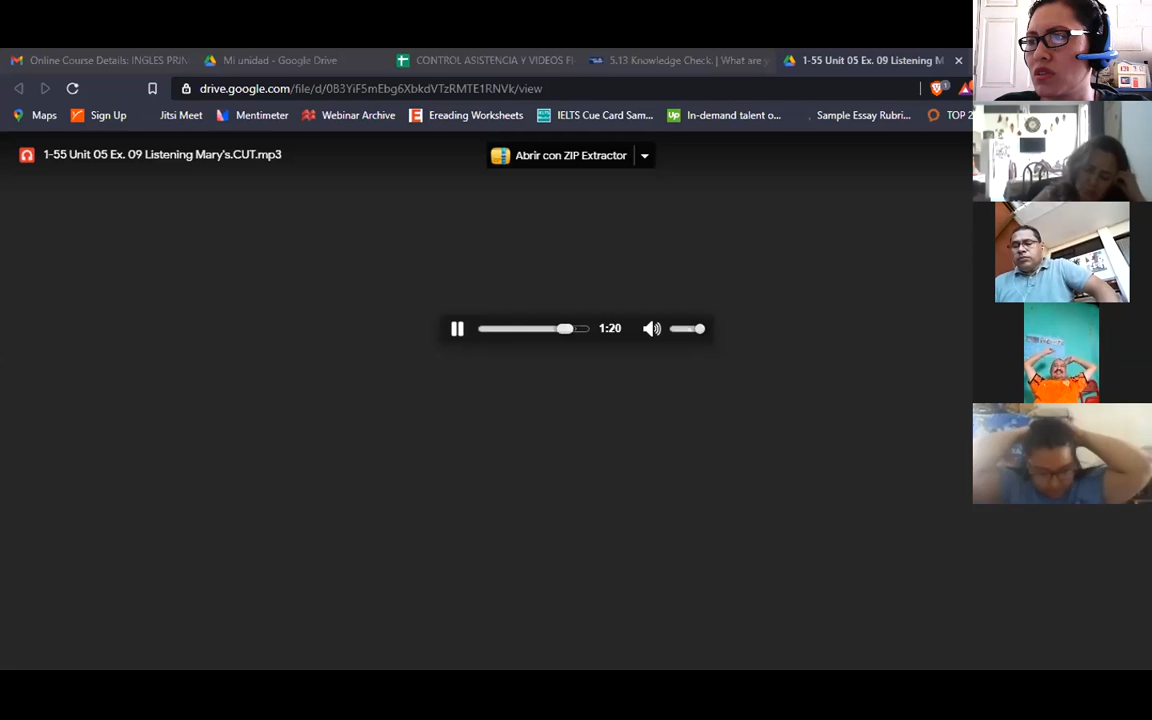 Online Course Details: INGLES PRIN
Mi unidad - Google Drive
CONTROL ASISTENCIA Y VIDEOS FI
5.13 Knowledge Check. | What are y
1-55 Unit 05 Ex. 09 Listening M
drive.google.com/file/d/0B3YiF5mEbg6XbkdVTzRMTE1RNVk/view
1
Maps
Sign Up
Jitsi Meet
Mentimeter
Webinar Archive
Ereading Worksheets
IELTS Cue Card Sam...
In-demand talent o...
Sample Essay Rubri...
TOP 2
1-55 Unit 05 Ex. 09 Listening Mary's.CUT.mp3
Abrir con ZIP Extractor
1:20